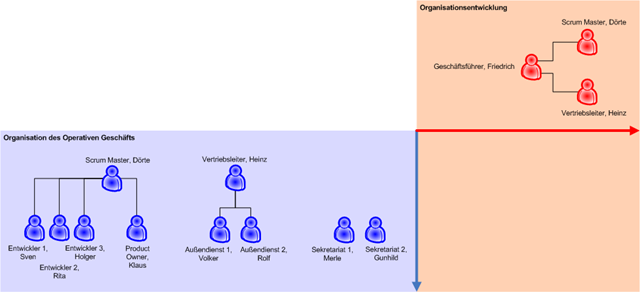 Organisationsentwicklung
Scrum Master, Dörte
Geschäftsführer, Friedrich
Vertriebsleiter, Heinz
Organisation des Operativen Geschäfts
Scrum Master, Dörte
Vertriebsleiter, Heinz
Entwickler 1,
Sven
Entwickler 2,
Rita
Entwickler 3,
Holger
Product
Owner,
Klaus
Außendienst 1,
Volker
Außendienst 2,
Rolf
Sekretariat 1,
Merle
Sekretariat 2,
Gunhild